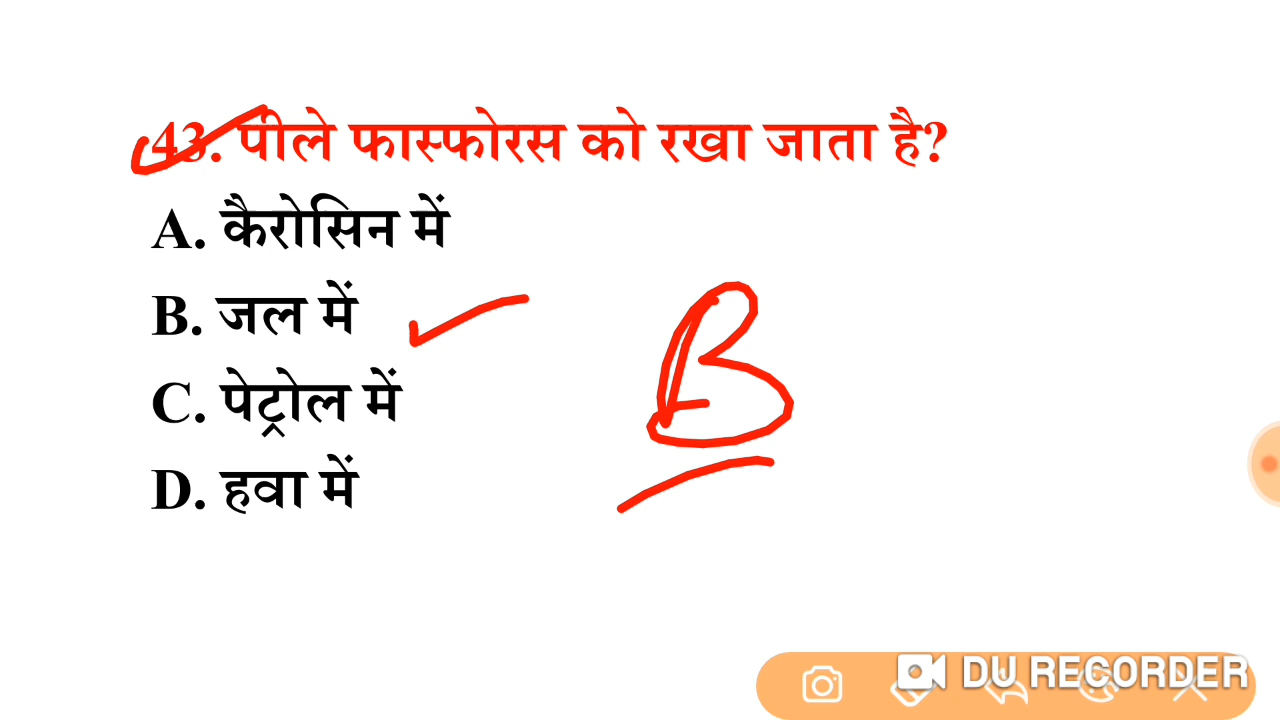 43. पीले फास्फोरस को रखा जाता है?
A. कैरोसिन में
B. जल में
B
C. पेट्रोल में
D. हवा में
DU RECORDER